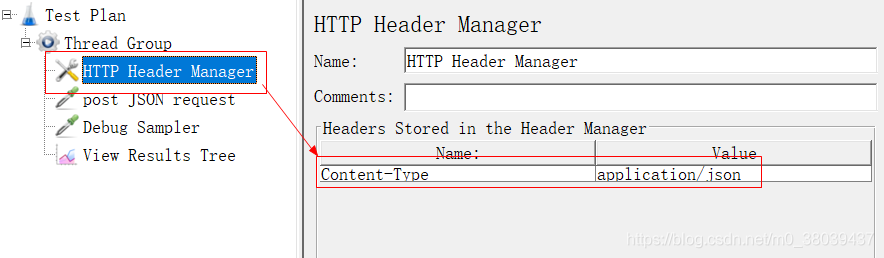 Test Plan
Thread Group
HTTP Header Manager
post JSON request
Debug Sampler
View Results Tree
HTTP Header Manager
Name: HTTP Header Manager
Comments:
Headers Stored in the Header Manager
Name: Value
Content-Type application/json
https://blog.csdn.net/m0_38039437